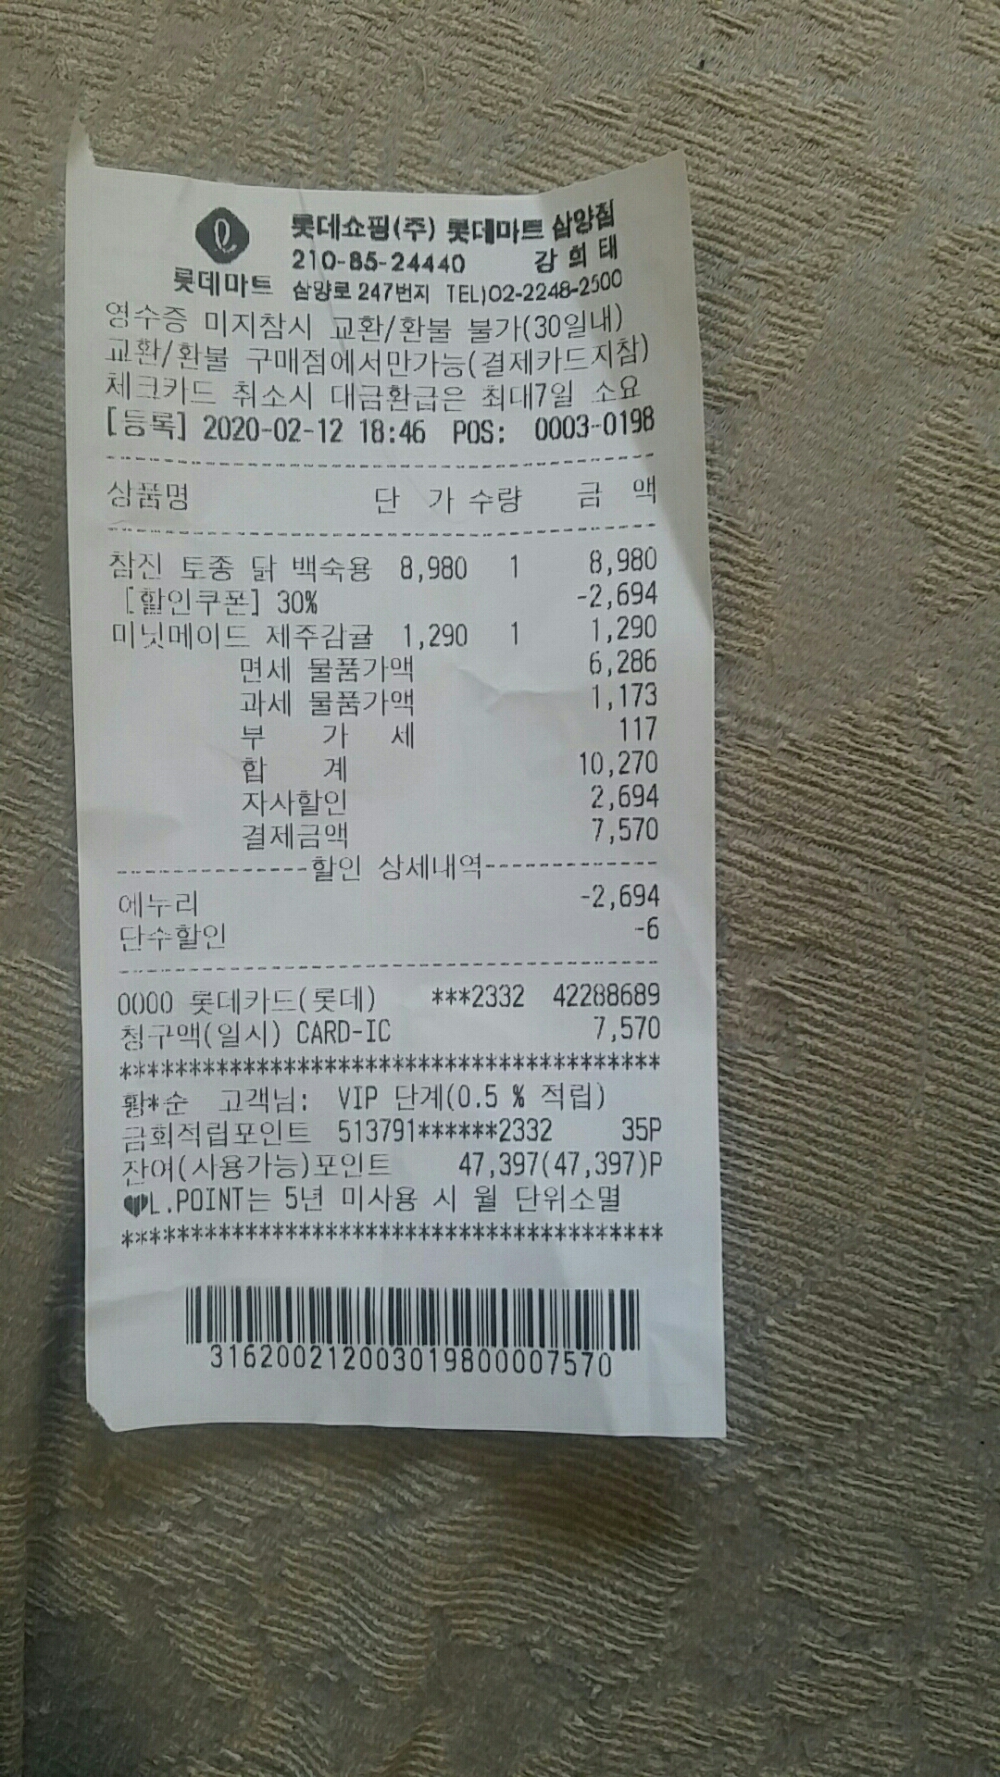 롯데쇼핑(주) 롯데마트 삼양점
210-85-24440 강 희 태
롯데마트 삼양로 247번지 TEL)02-2248-2500
영수증 미지참시 교환/환불 불가(30일내)
교환/환불 구매점에서만가능(결제카드지참)
체크카드 취소시 대금환급은 최대7일 소요
[등록] 2020-02-12 18:46 POS: 0003-0198
상품명 단 가 수량 금 액
참진 토종 닭 백숙용 8,980 1 8,980
[할인쿠폰] 30% -2,694
미닛메이드 제주감귤 1,290 1 1,290
면세 물품가액 6,286
과세 물품가액 1,173
부 가 세 117
합 계 10,270
자사할인 2,694
결제금액 7,570
------------할인 상세내역------------
에누리 -2,694
단수할인 -6
0000 롯데카드(롯데) ***2332 42288689
청구액(일시) CARD-IC 7,570
***************************************
황*순 고객님: VIP 단계(0.5 % 적립)
금회적립포인트 513791******2332 35P
잔여(사용가능)포인트 47,397(47,397)P
♥L.POINT는 5년 미사용 시 월 단위소멸
***************************************
316200212003019800007570